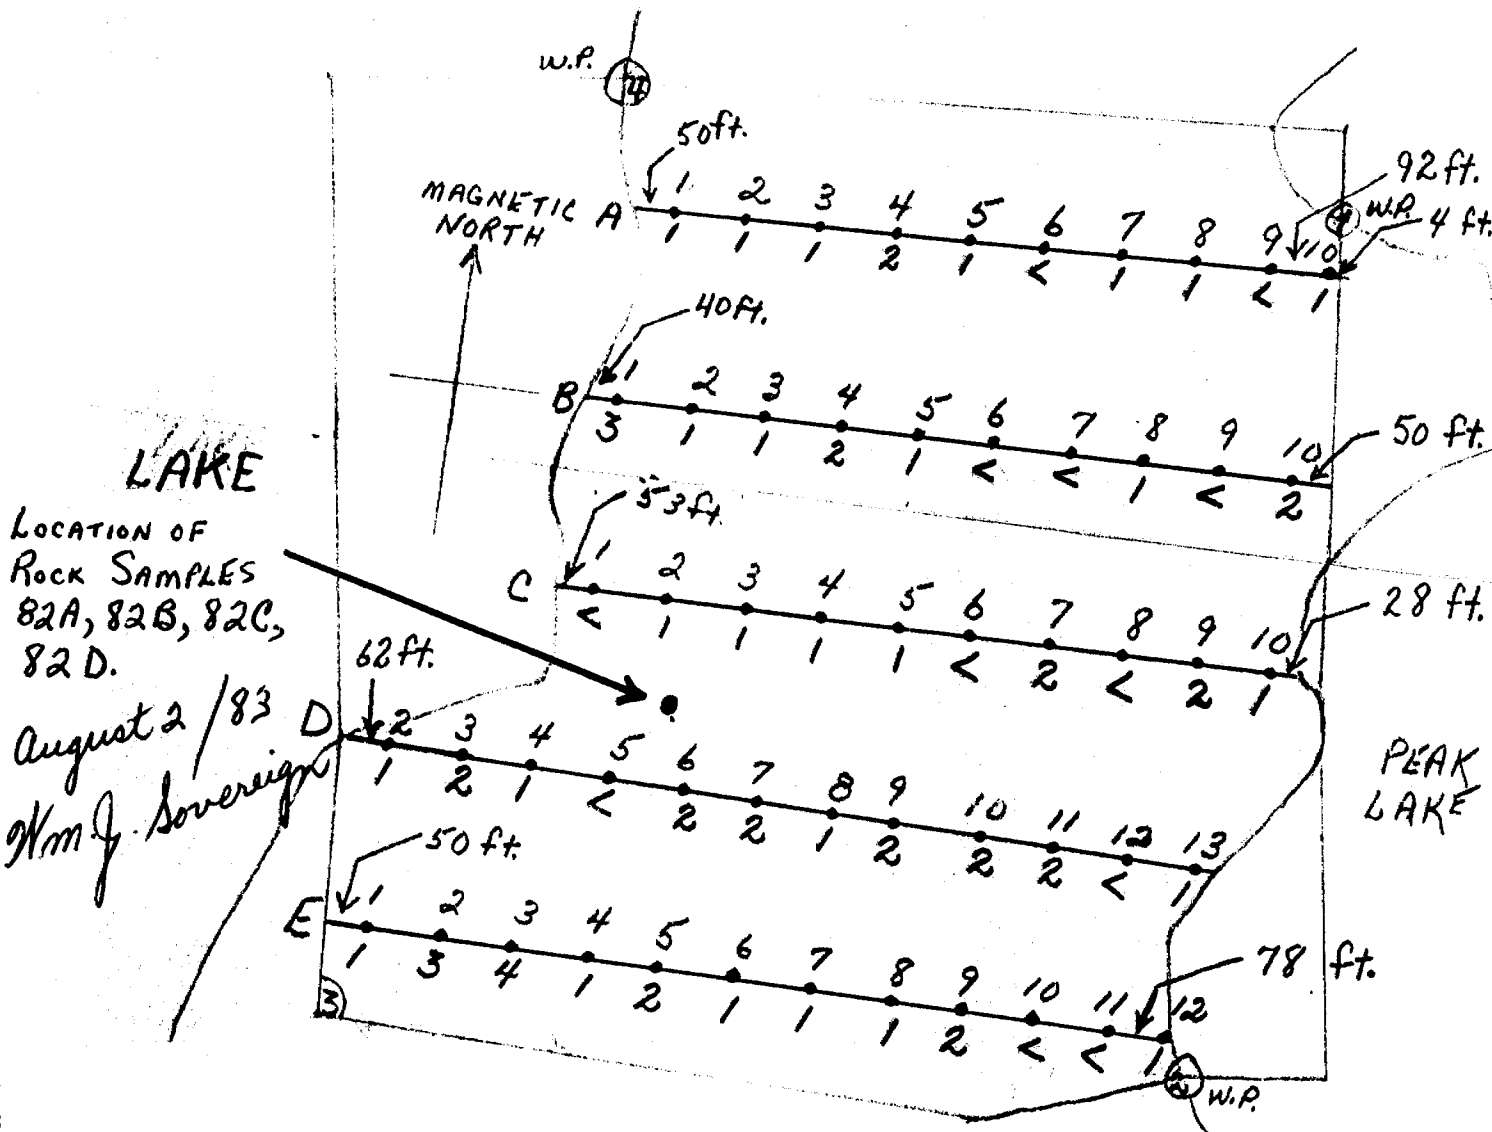 W.P.
4
50ft.
92 ft.
W.P.
4 ft.
MAGNETIC
NORTH
A
1 2 3 4 5 6 7 8 9 10
1 1 1 2 1 < 1 1 < 1
40ft.
B
1 2 3 4 5 6 7 8 9 10
3 1 1 2 1 < < 1 < 2
50 ft.
LAKE
LOCATION OF
ROCK SAMPLES
82A, 82B, 82C,
82D.
53ft
C
1 2 3 4 5 6 7 8 9 10
< 1 1 1 1 < 2 < 2 1
28 ft.
August 2/83
Wm. J. Sovereign
62ft.
D
2 3 4 5 6 7 8 9 10 11 12 13
1 2 1 < 2 2 1 2 2 2 < 1
PEAK
LAKE
50 ft.
E
1 2 3 4 5 6 7 8 9 10 11 12
1 3 4 1 2 1 1 1 2 < < 1
78 ft.
3
2
W.P.